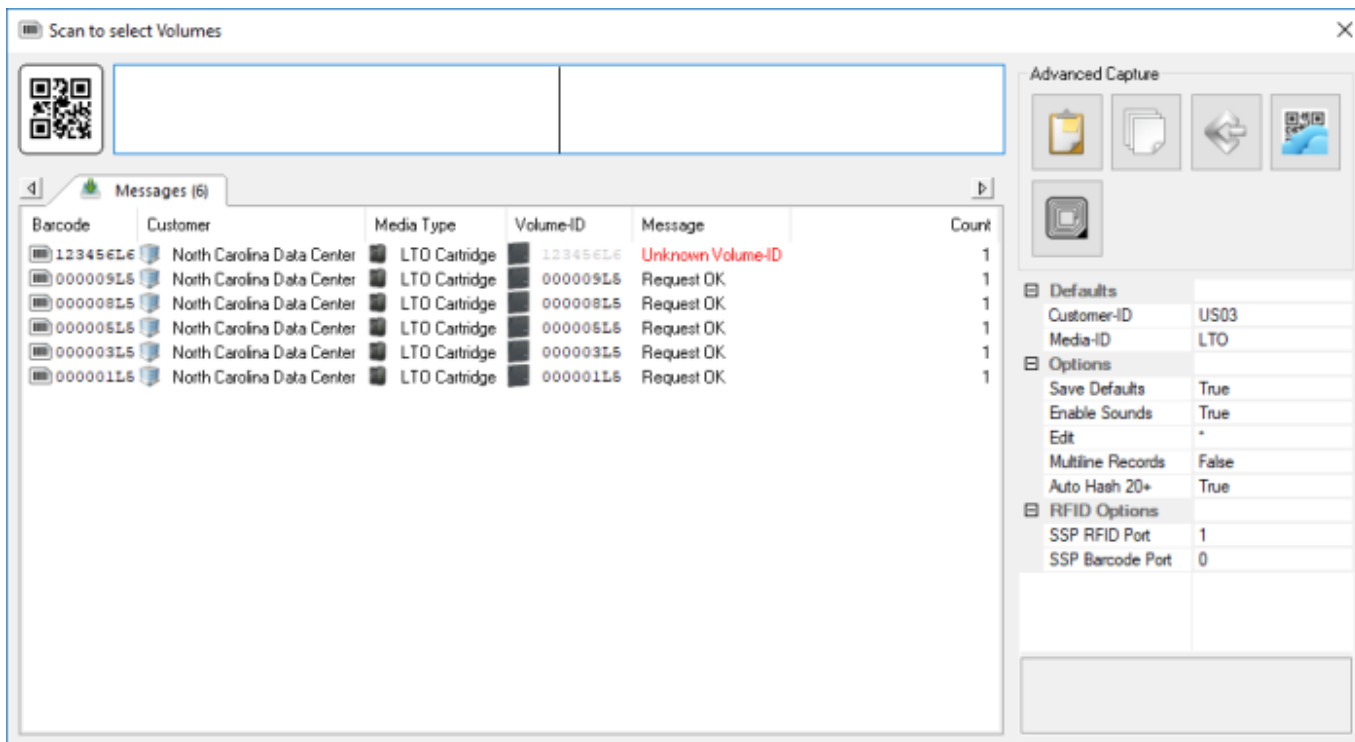 Scan to select Volumes
Advanced Capture
Messages (6)
Barcode Customer Media Type Volume-ID Message Count
123456L6 North Carolina Data Center LTO Cartridge 123456L6 Unknown Volume-ID 1
000009L5 North Carolina Data Center LTO Cartridge 000009L5 Request OK 1
000008L5 North Carolina Data Center LTO Cartridge 000008L5 Request OK 1
000005L5 North Carolina Data Center LTO Cartridge 000005L5 Request OK 1
000003L5 North Carolina Data Center LTO Cartridge 000003L5 Request OK 1
000001L5 North Carolina Data Center LTO Cartridge 000001L5 Request OK 1
Defaults
Customer-ID US03
Media-ID LTO
Options
Save Defaults True
Enable Sounds True
Edit *
Multiline Records False
Auto Hash 20+ True
RFID Options
SSP RFID Port 1
SSP Barcode Port 0